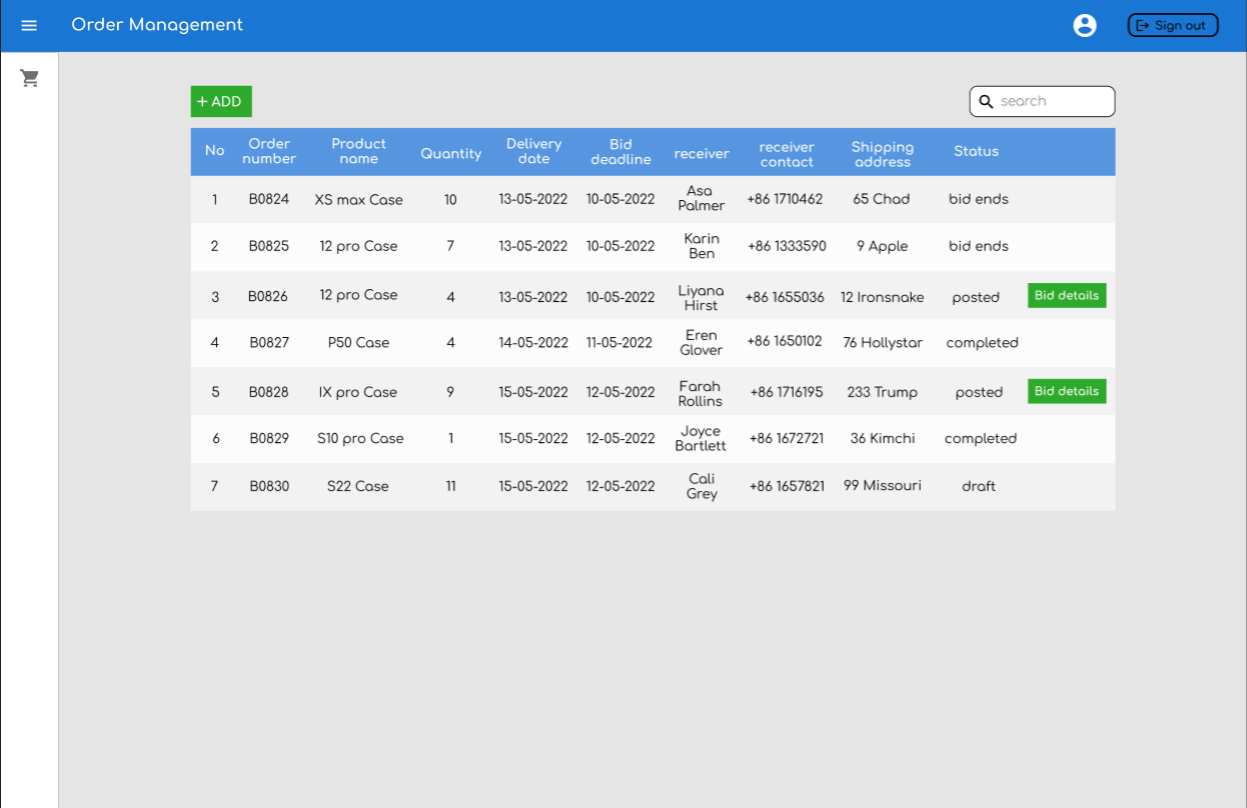 Order Management
Sign out
+ ADD
search
No Order number Product name Quantity Delivery date Bid deadline receiver receiver contact Shipping address Status
1 B0824 XS max Case 10 13-05-2022 10-05-2022 Asa Palmer +86 1710462 65 Chad bid ends
2 B0825 12 pro Case 7 13-05-2022 10-05-2022 Karin Ben +86 1333590 9 Apple bid ends
3 B0826 12 pro Case 4 13-05-2022 10-05-2022 Liyana Hirst +86 1655036 12 Ironsnake posted Bid details
4 B0827 P50 Case 4 14-05-2022 11-05-2022 Eren Glover +86 1650102 76 Hollystar completed
5 B0828 IX pro Case 9 15-05-2022 12-05-2022 Farah Rollins +86 1716195 233 Trump posted Bid details
6 B0829 S10 pro Case 1 15-05-2022 12-05-2022 Joyce Bartlett +86 1672721 36 Kimchi completed
7 B0830 S22 Case 11 15-05-2022 12-05-2022 Cali Grey +86 1657821 99 Missouri draft